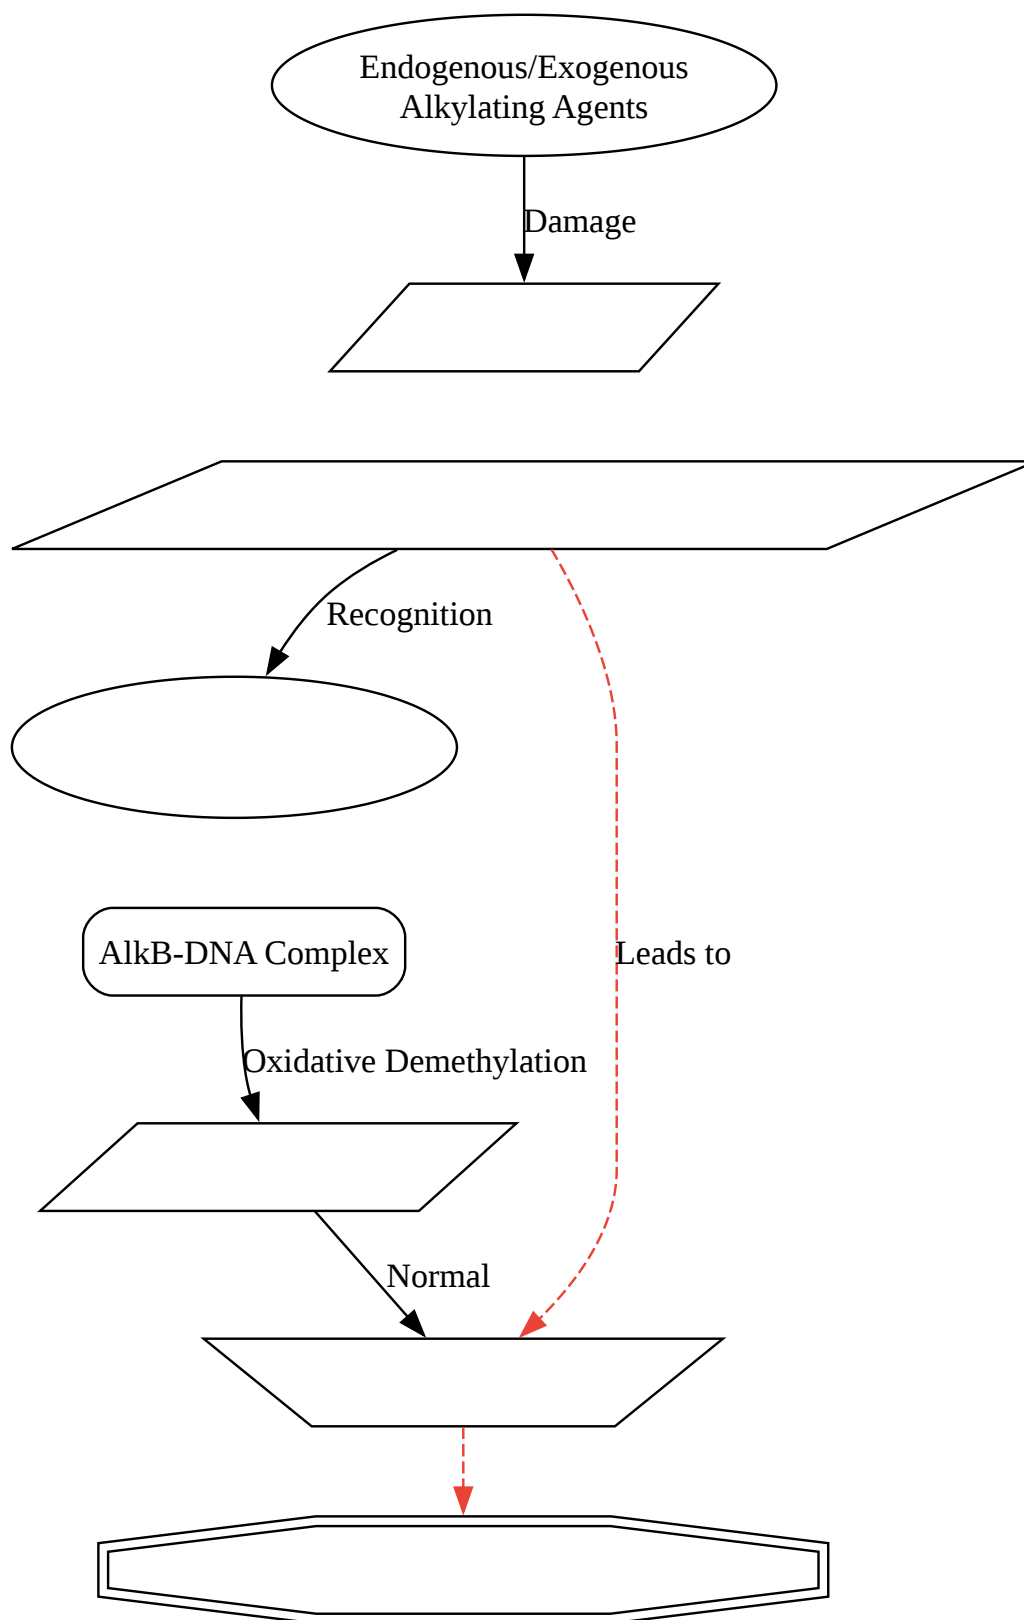 Endogenous/Exogenous
Alkylating Agents
Damage
Recognition
AlkB-DNA Complex
Leads to
Oxidative Demethylation
Normal